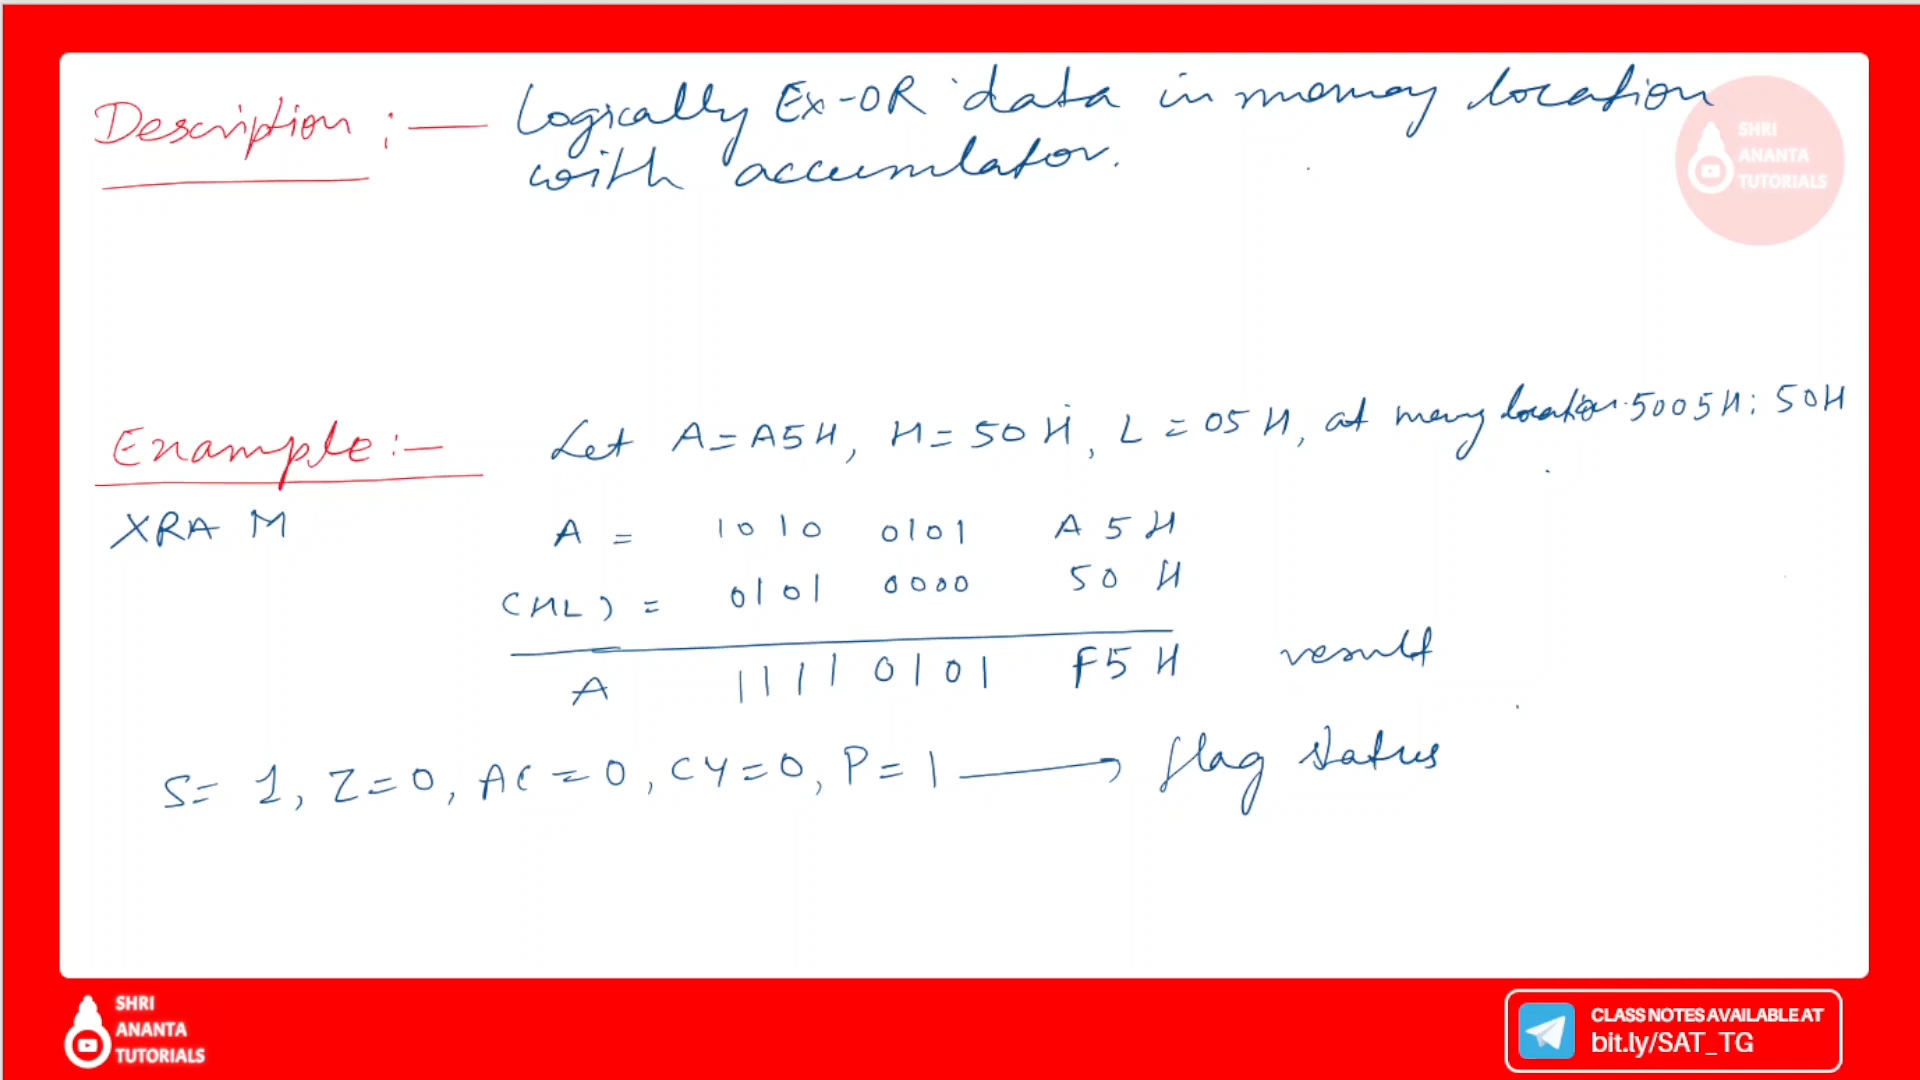 Description :— Logically Ex-OR data in memory location
with accumulator.
SHRI
ANANTA
TUTORIALS
Example :— Let A = A5H, H = 50H, L = 05H, at memory location 5005H : 50H
XRA M
A = 1010 0101 A5H
(HL) = 0101 0000 50H
A 1111 0101 F5H result
S = 1, Z = 0, AC = 0, CY = 0, P = 1 → flag status
SHRI
ANANTA
TUTORIALS
CLASS NOTES AVAILABLE AT
bit.ly/SAT_TG